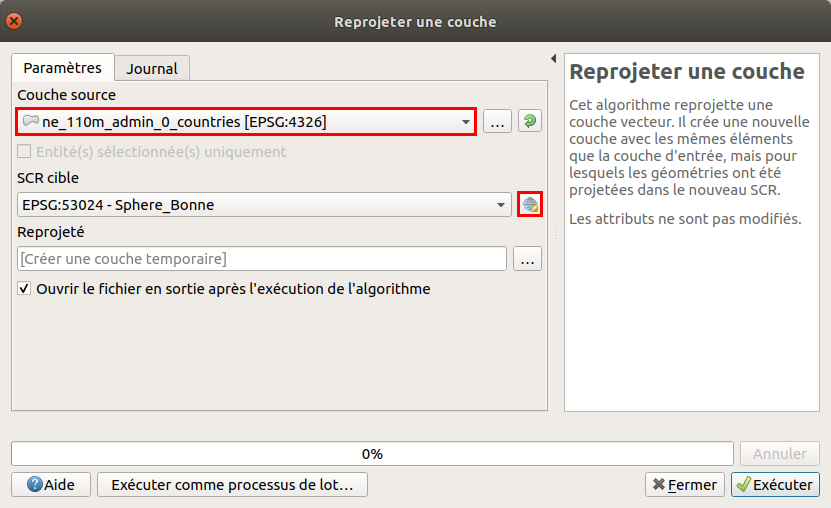 Reprojeter une couche
Paramètres
Journal
Couche source
ne_110m_admin_0_countries [EPSG:4326]
...
Entité(s) sélectionnée(s) uniquement
SCR cible
EPSG:53024 - Sphere_Bonne
Reprojeté
[Créer une couche temporaire]
...
Ouvrir le fichier en sortie après l'exécution de l'algorithme
Reprojeter une couche
Cet algorithme reprojette une
couche vecteur. Il crée une nouvelle
couche avec les mêmes éléments
que la couche d'entrée, mais pour
lesquels les géométries ont été
projetées dans le nouveau SCR.
Les attributs ne sont pas modifiés.
0%
Annuler
Aide
Exécuter comme processus de lot...
Fermer
Exécuter